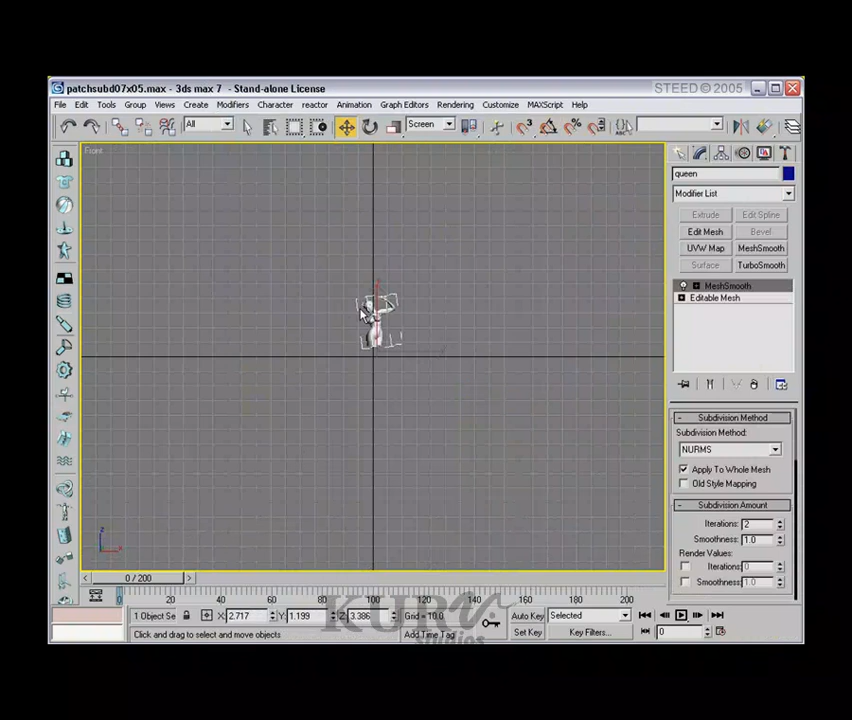 patchsubd07x05.max - 3ds max 7 - Stand-alone License
STEED © 2005
File Edit Tools Group Views Create Modifiers Character reactor Animation Graph Editors Rendering Customize MAXScript Help
All
Screen
Front
queen
Modifier List
Extrude Edit Spline
Edit Mesh Bevel
UVW Map MeshSmooth
Surface TurboSmooth
MeshSmooth
Editable Mesh
Subdivision Method
Subdivision Method:
NURMS
Apply To Whole Mesh
Old Style Mapping
Subdivision Amount
Iterations: 2
Smoothness: 1.0
Render Values:
Iterations: 0
Smoothness: 1.0
z
x
0 / 200
0 20 40 60 80 100 120 140 160 180 200
1 Object Se X: 2.717 Y: 1.199 Z: 3.386 Grid = 10.0 Auto Key Selected
Click and drag to select and move objects Add Time Tag Set Key Key Filters... 0
KURV
studios